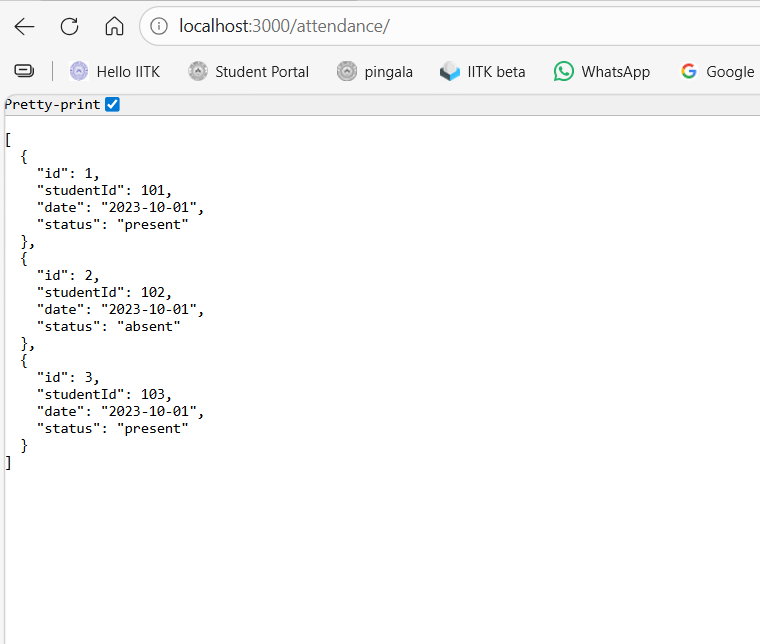 localhost:3000/attendance/
Hello IITK Student Portal pingala IITK beta WhatsApp Google
Pretty-print
[
  {
    "id": 1,
    "studentId": 101,
    "date": "2023-10-01",
    "status": "present"
  },
  {
    "id": 2,
    "studentId": 102,
    "date": "2023-10-01",
    "status": "absent"
  },
  {
    "id": 3,
    "studentId": 103,
    "date": "2023-10-01",
    "status": "present"
  }
]